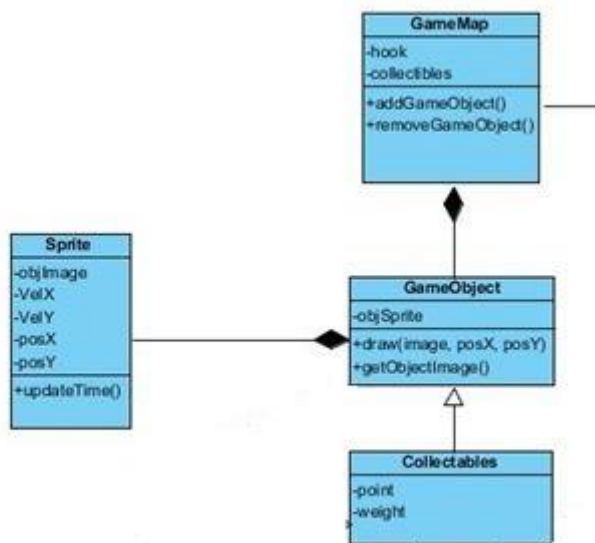 GameMap
-hook
-collectibles
+addGameObject()
+removeGameObject()
Sprite
-objImage
-VelX
-VelY
-posX
-posY
+updateTime()
GameObject
-objSprite
+draw(image, posX, posY)
+getObjectImage()
Collectables
-point
-weight